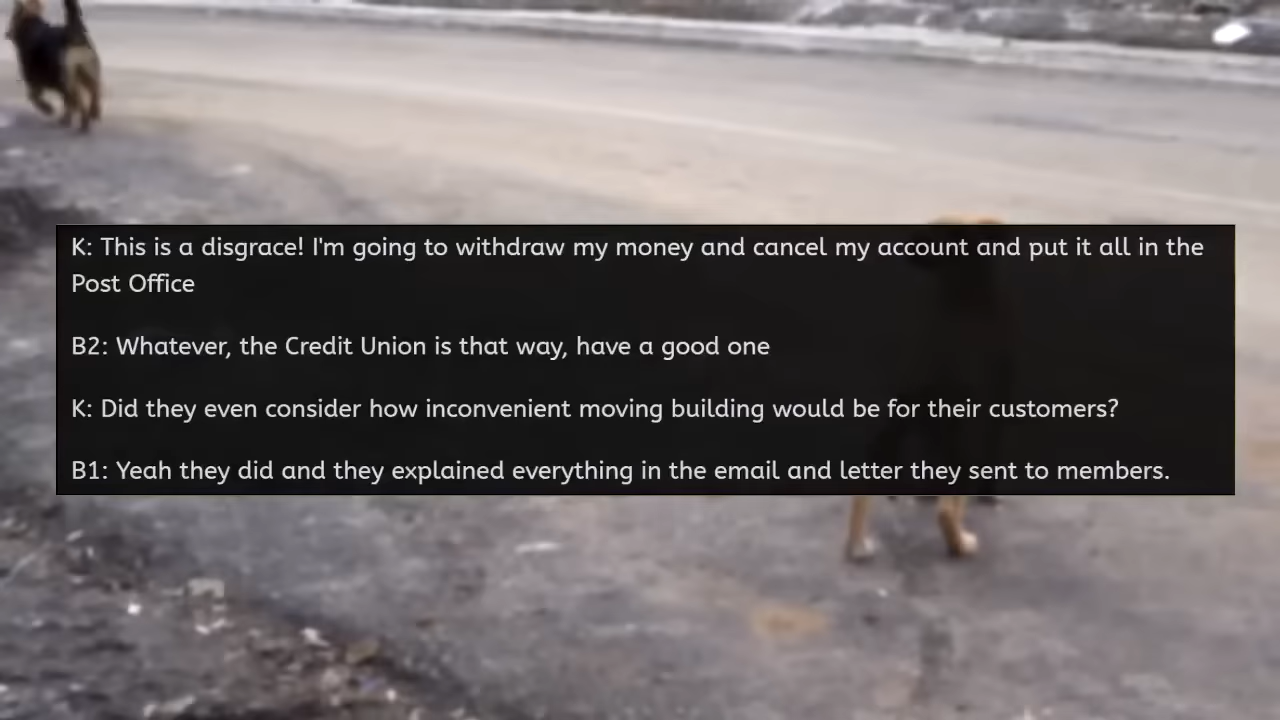 K: This is a disgrace! I'm going to withdraw my money and cancel my account and put it all in the
Post Office
B2: Whatever, the Credit Union is that way, have a good one
K: Did they even consider how inconvenient moving building would be for their customers?
B1: Yeah they did and they explained everything in the email and letter they sent to members.